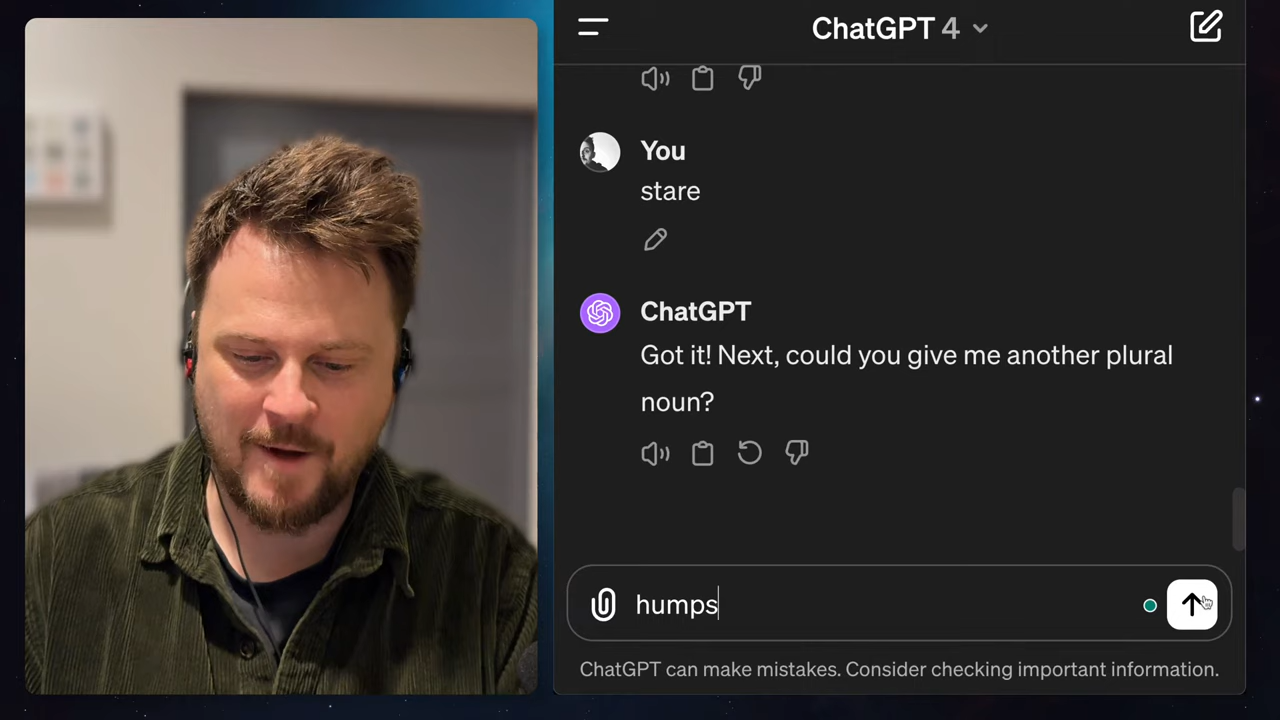 ChatGPT 4
You
stare
ChatGPT
Got it! Next, could you give me another plural
noun?
humps
ChatGPT can make mistakes. Consider checking important information.